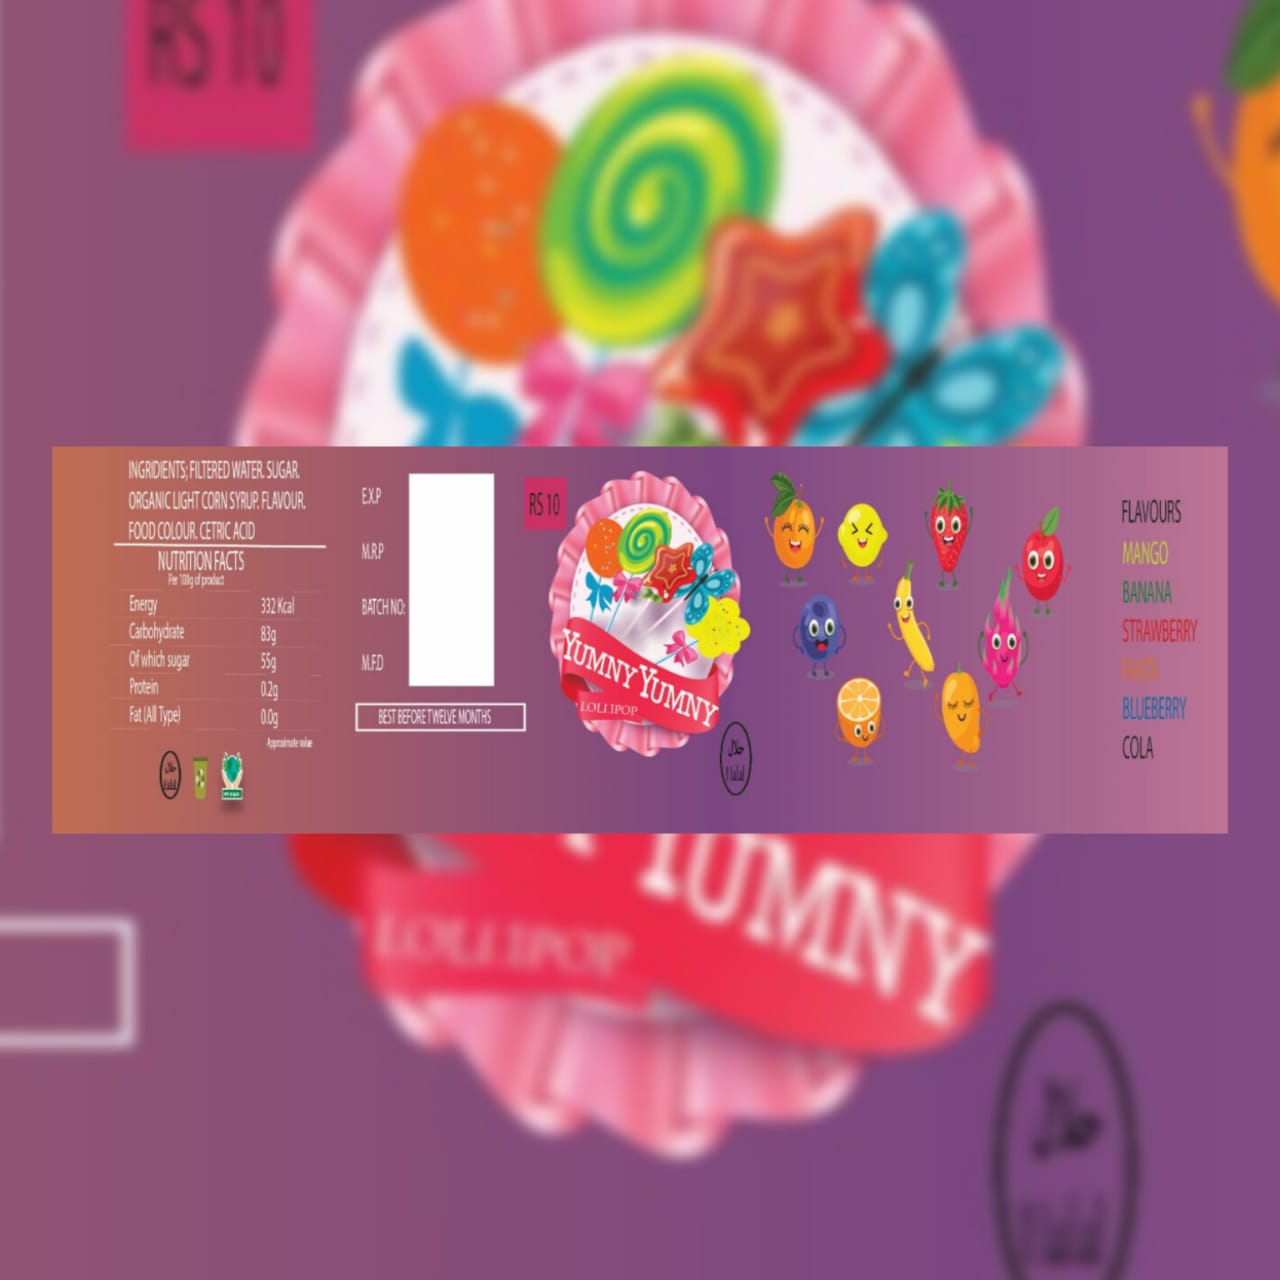 RS 10
INGRIDIENTS; FILTERED WATER. SUGAR.
ORGANIC LIGHT CORN SYRUP. FLAVOUR.
FOOD COLOUR. CETRIC ACID
NUTRITION FACTS
Per 100g of product
Energy 332 Kcal
Carbohydrate 83g
Of which sugar 55g
Protein 0.2g
Fat (All Type) 0.0g
Approximate value
حلال
Halal
E.X.P
M.R.P
BATCH NO:
M.F.D
BEST BEFORE TWELVE MONTHS
RS 10
YUMNY YUMNY
LOLLIPOP
حلال
Halal
FLAVOURS
MANGO
BANANA
STRAWBERRY
BLUEBERRY
COLA
YUMNY
LOLLIPOP
حلال
Halal